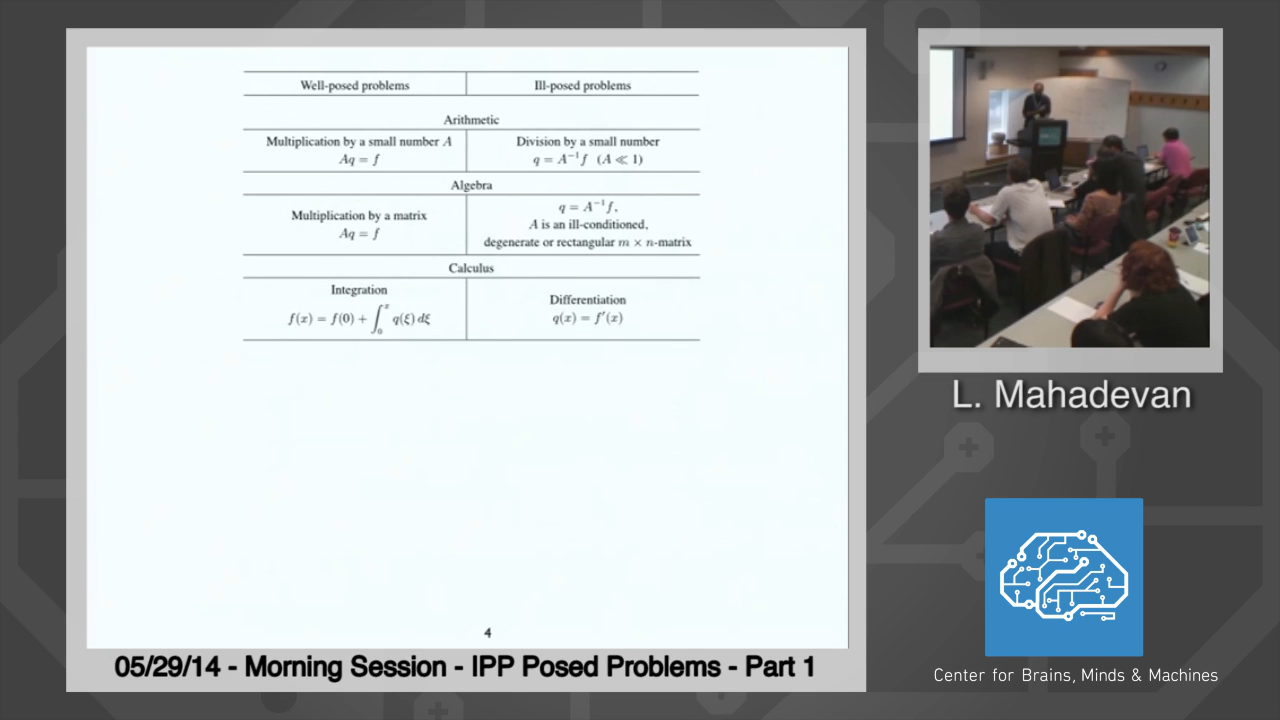 Well-posed problems
Ill-posed problems
Arithmetic
Multiplication by a small number A
Aq = f
Division by a small number
q = A⁻¹f (A ≪ 1)
Algebra
Multiplication by a matrix
Aq = f
q = A⁻¹f,
A is an ill-conditioned,
degenerate or rectangular m × n-matrix
Calculus
Integration
f(x) = f(0) + ∫₀ˣ q(ξ) dξ
Differentiation
q(x) = f′(x)
4
05/29/14 - Morning Session - IPP Posed Problems - Part 1
L. Mahadevan
Center for Brains, Minds & Machines